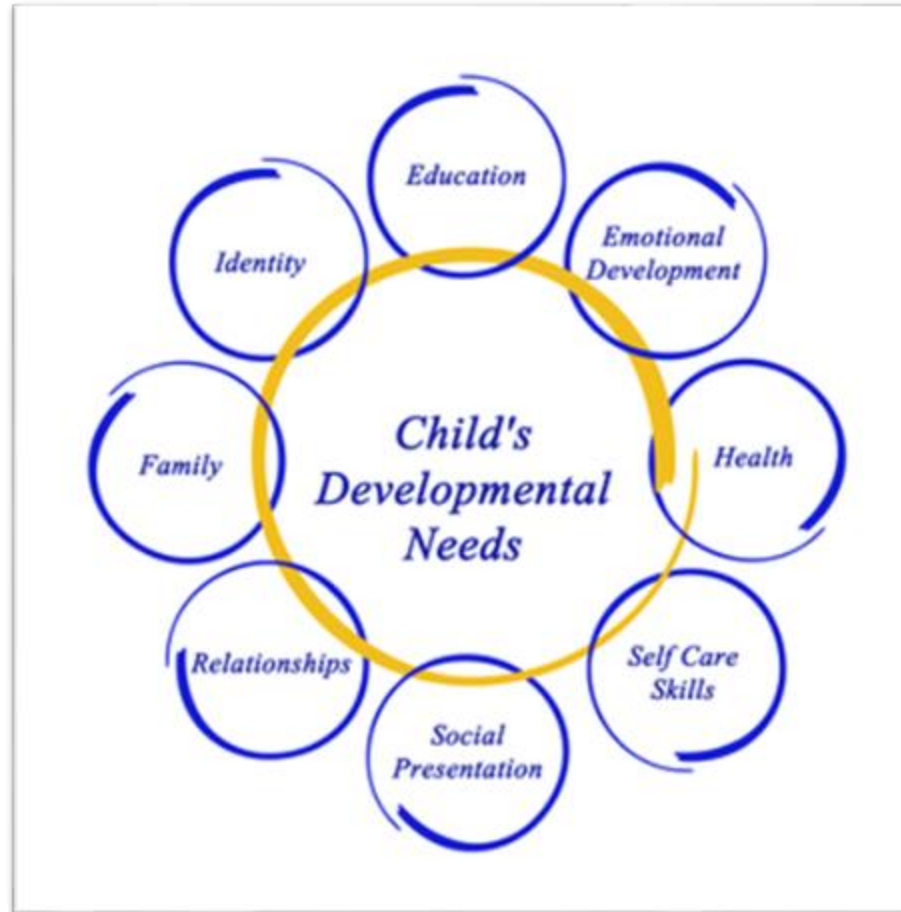 Education
Emotional
Development
Identity
Child's
Developmental
Needs
Health
Family
Self Care
Skills
Relationships
Social
Presentation